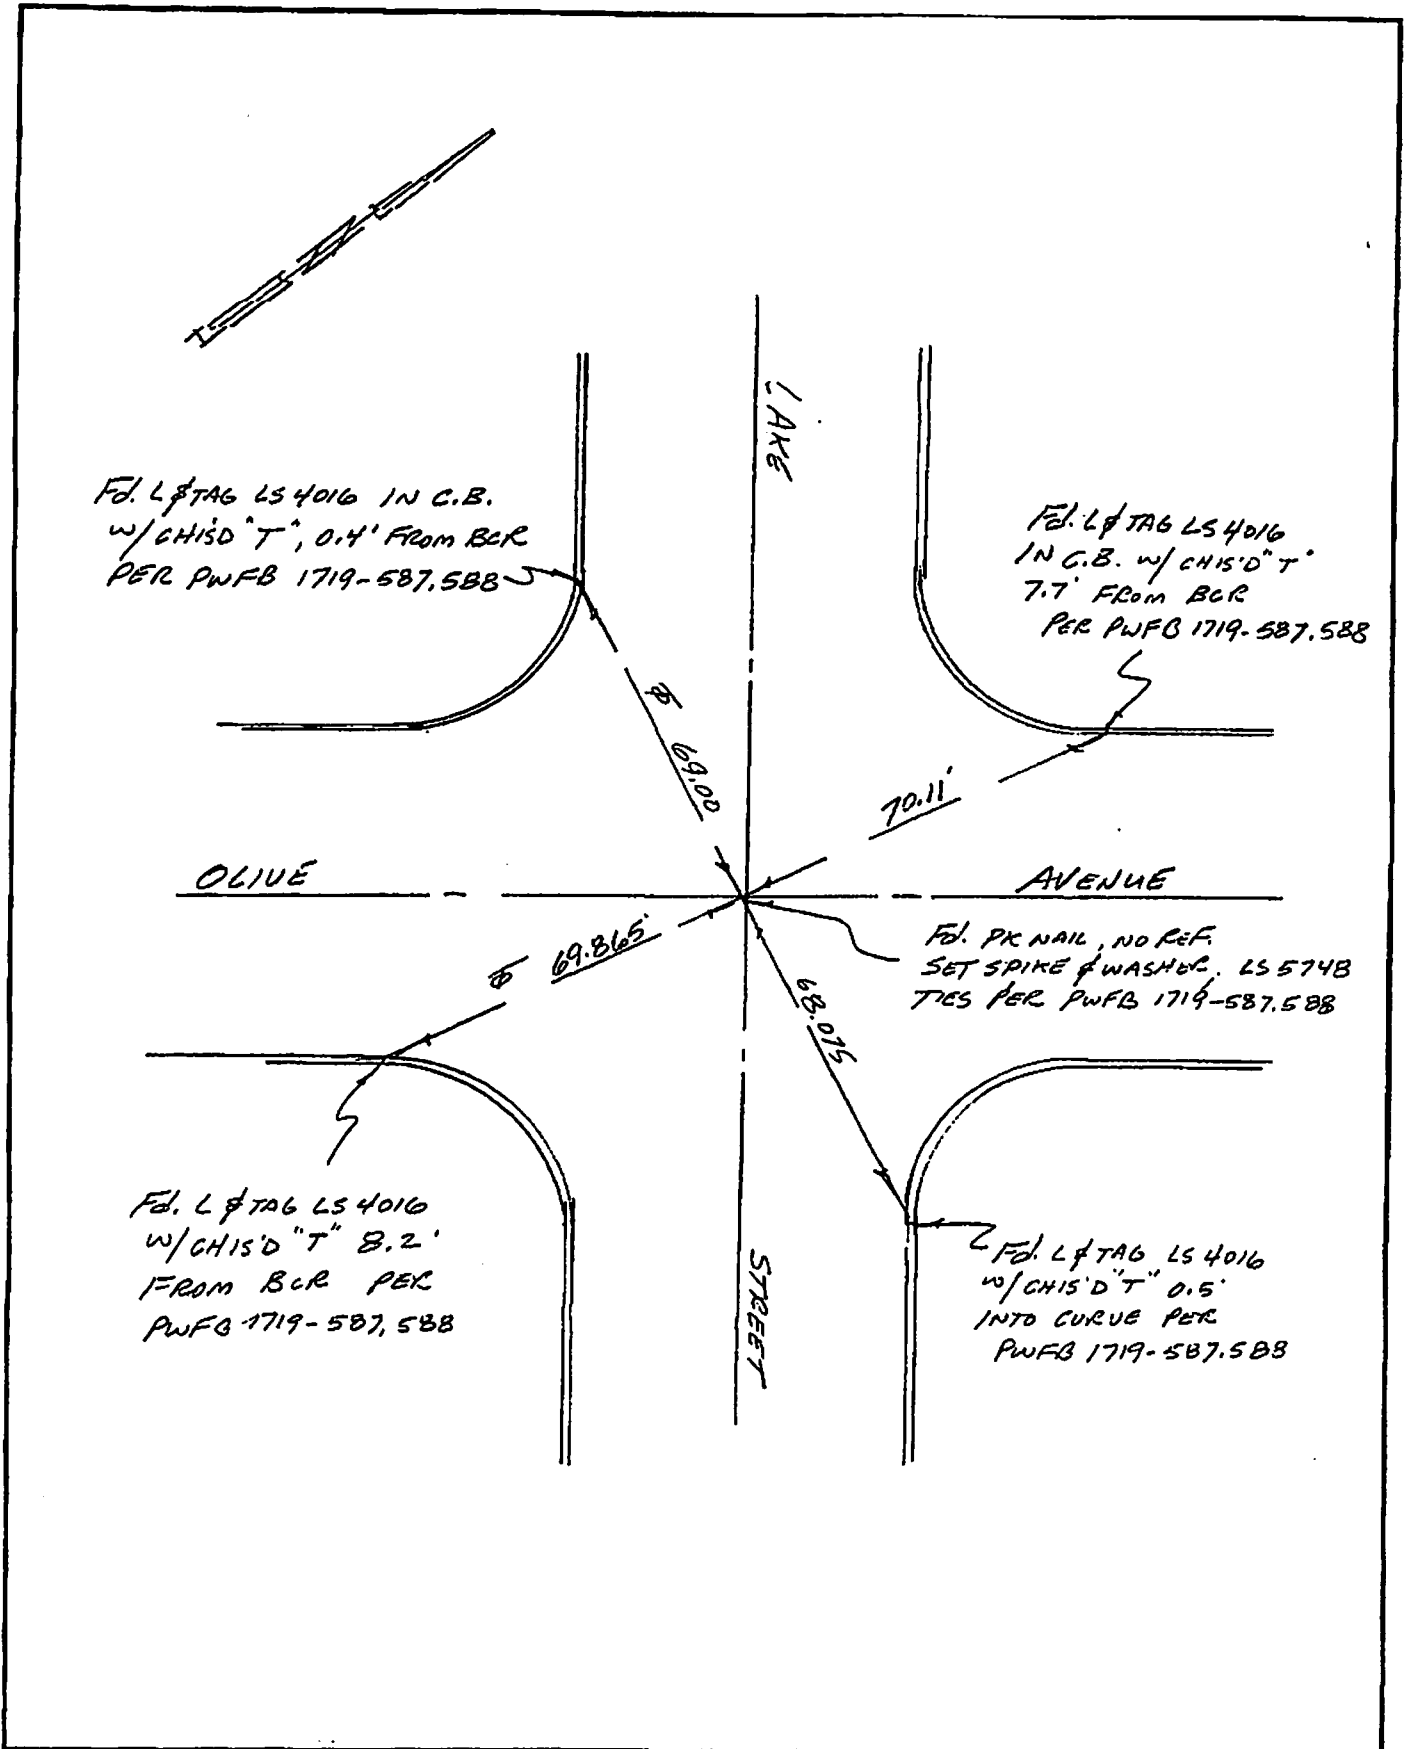 LAKE
Fd. L & TAG LS 4016 IN C.B.
W/ CHISD "T", 0.4' FROM BCR
PER PWFB 1719-587.588
Fd. L & TAG LS 4016
IN C.B. W/ CHIS'D "T"
7.7' FROM BCR
PER PWFB 1719-587.588
69.00
70.11'
OLIVE
AVENUE
69.865'
Fd. PK NAIL, NO REF.
SET SPIKE & WASHER. LS 5748
TIES PER PWFB 1719-587.588
68.075
Fd. L & TAG LS 4016
W/ CHIS'D "T" 8.2'
FROM BCR PER
PWFB 1719-587,588
STREET
Fd. L & TAG LS 4016
W/ CHIS'D "T" 0.5'
INTO CURVE PER
PWFB 1719-587.588